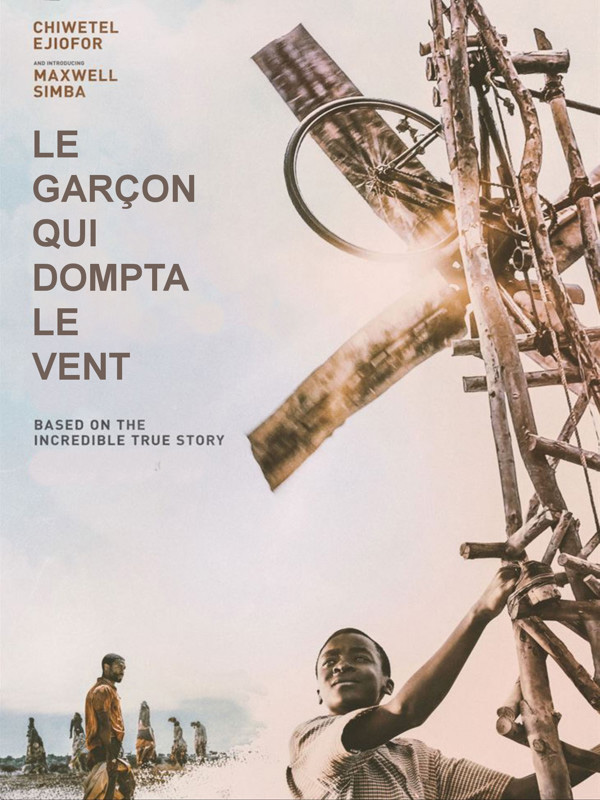 CHIWETEL
EJIOFOR
AND INTRODUCING
MAXWELL
SIMBA
LE
GARÇON
QUI
DOMPTA
LE
VENT
BASED ON THE
INCREDIBLE TRUE STORY